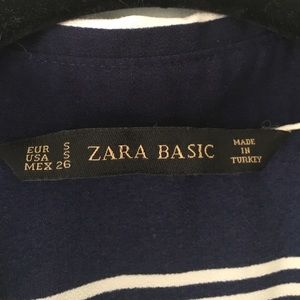 EUR S
USA S
MEX 26
ZARA BASIC
MADE
IN
TURKEY